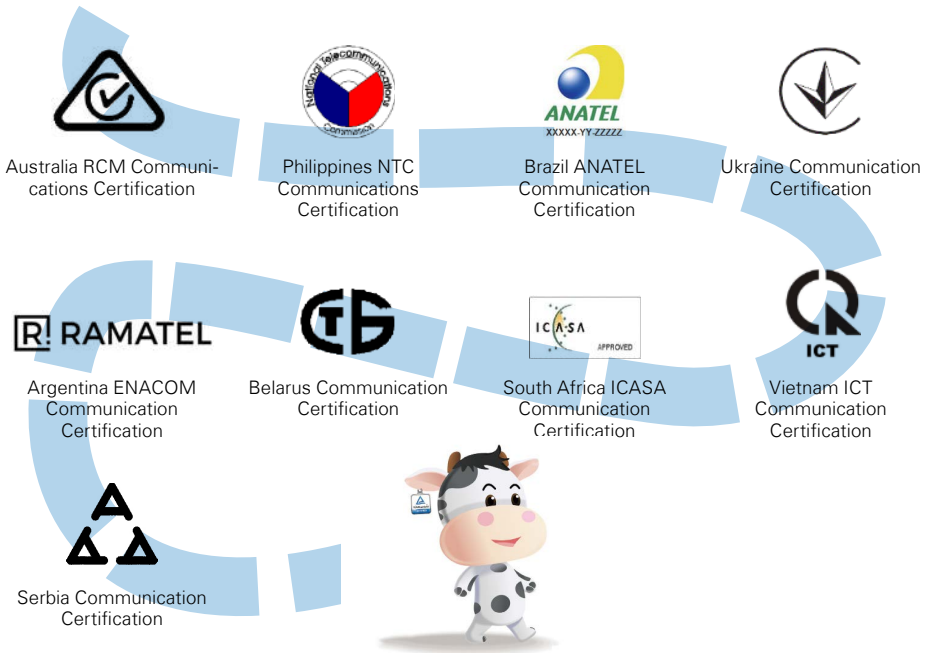 National Telecommunications
Commission
ANATEL
XXXXX-YY-ZZZZZ
Australia RCM Communi-
cations Certification
Philippines NTC
Communications
Certification
Brazil ANATEL
Communication
Certification
Ukraine Communication
Certification
R! RAMATEL
СТБ
ICASA
APPROVED
ICT
Argentina ENACOM
Communication
Certification
Belarus Communication
Certification
South Africa ICASA
Communication
Certification
Vietnam ICT
Communication
Certification
AAA
Serbia Communication
Certification